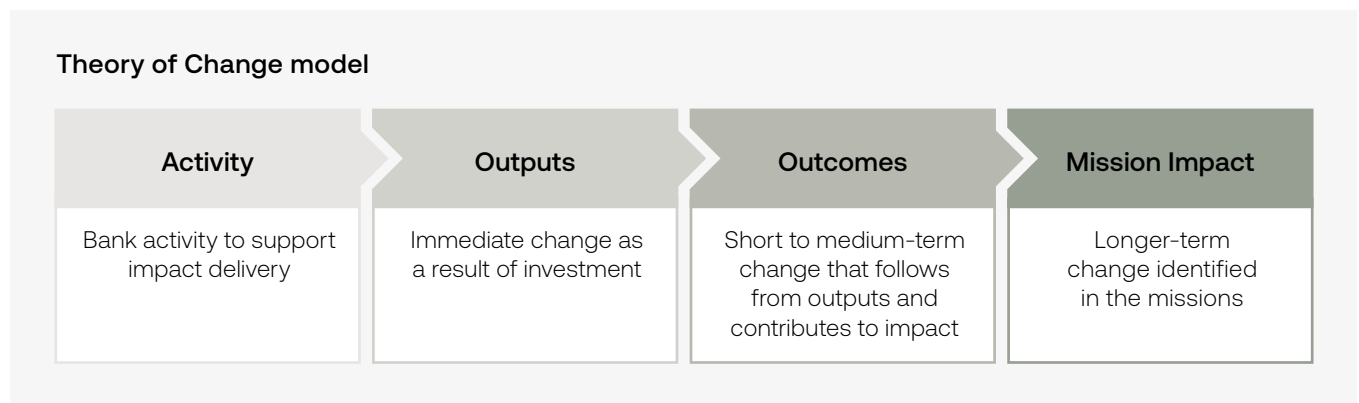 Theory of Change model
Activity
Bank activity to support
impact delivery
Outputs
Immediate change as
a result of investment
Outcomes
Short to medium-term
change that follows
from outputs and
contributes to impact
Mission Impact
Longer-term
change identified
in the missions